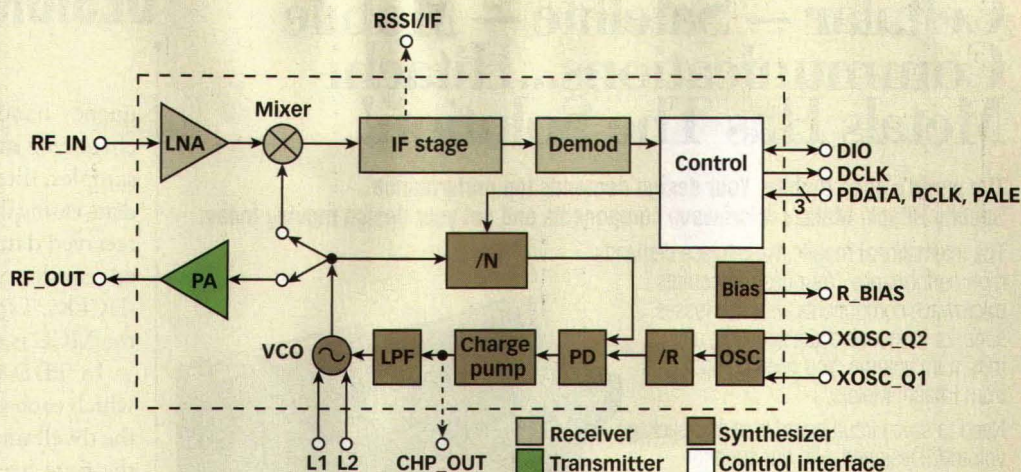 RSSI/IF
Mixer
RF_IN
LNA
IF stage
Demod
Control
DIO
DCLK
PDATA, PCLK, PALE
3
/N
RF_OUT
PA
Bias
R_BIAS
VCO
LPF
Charge
pump
PD
/R
OSC
XOSC_Q2
XOSC_Q1
L1 L2
CHP_OUT
Receiver
Synthesizer
Transmitter
Control interface